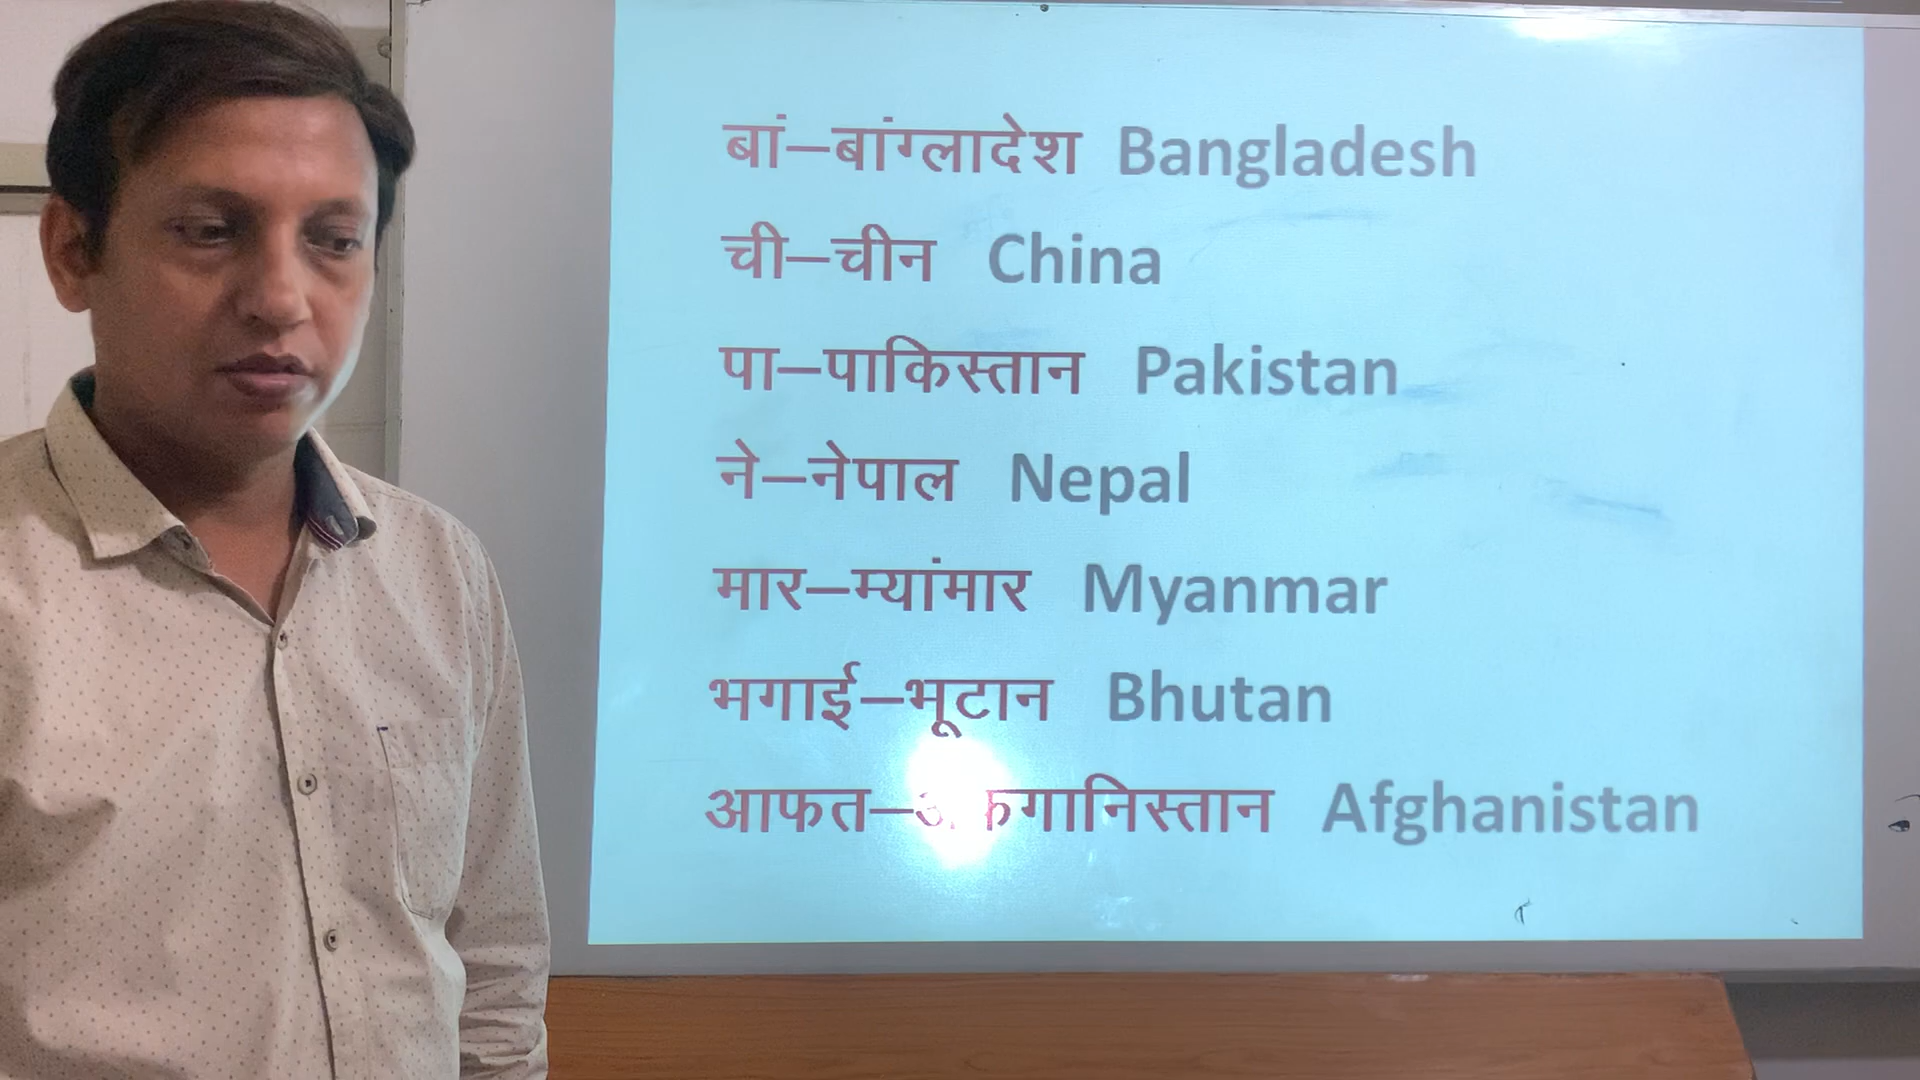 बां–बांग्लादेश Bangladesh
ची–चीन China
पा–पाकिस्तान Pakistan
ने–नेपाल Nepal
मार–म्यांमार Myanmar
भगाई–भूटान Bhutan
आफत– Afghanistan